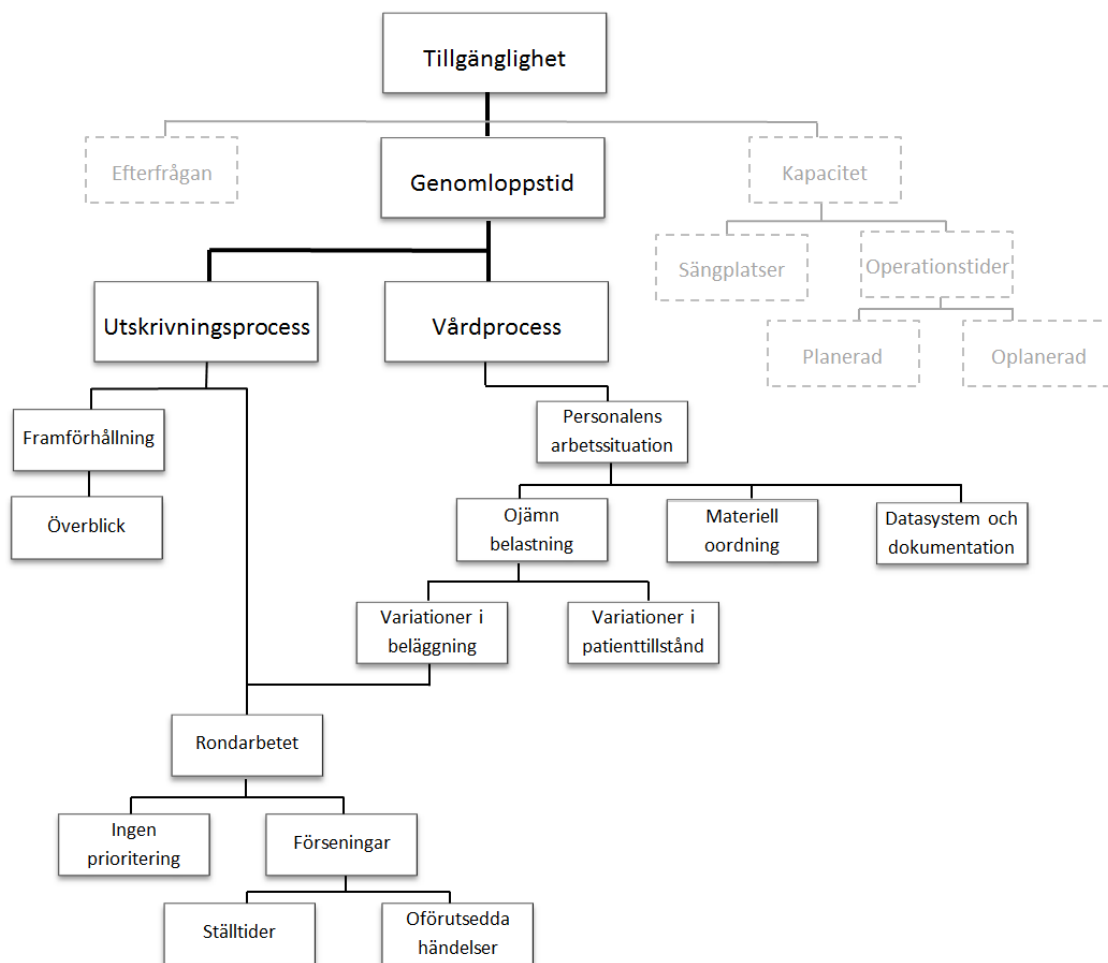 Tillgänglighet
Efterfrågan
Genomloppstid
Kapacitet
Sängplatser
Operationstider
Utskrivningsprocess
Vårdprocess
Planerad
Oplanerad
Framförhållning
Personalens
arbetssituation
Överblick
Ojämn
belastning
Materiell
oordning
Datasystem och
dokumentation
Variationer i
beläggning
Variationer i
patienttillstånd
Rondarbetet
Ingen
prioritering
Förseningar
Ställtider
Oförutsedda
händelser